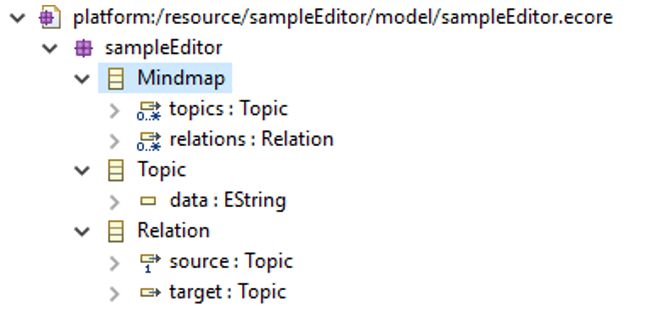 platform:/resource/sampleEditor/model/sampleEditor.ecore
sampleEditor
Mindmap
0..* topics : Topic
0..* relations : Relation
Topic
data : EString
Relation
1 source : Topic
target : Topic